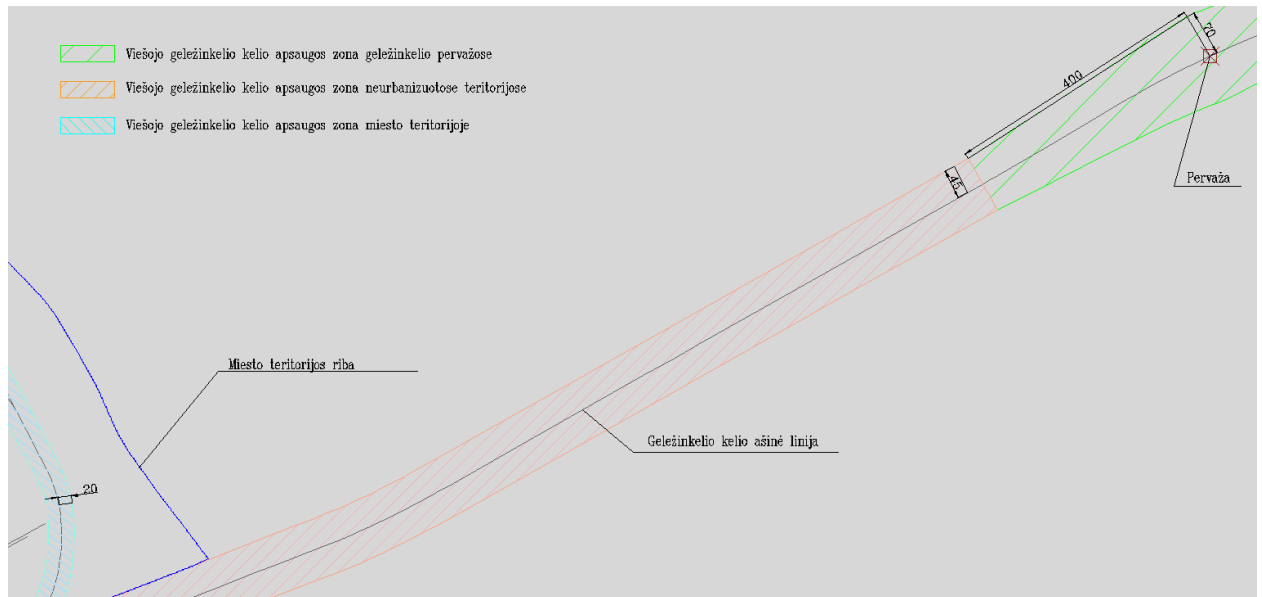 Viešojo geležinkelio kelio apsaugos zona geležinkelio pervažose
Viešojo geležinkelio kelio apsaugos zona neurbanizuotose teritorijose
Viešojo geležinkelio kelio apsaugos zona miesto teritorijoje
70
400
45
Pervaža
Miesto teritorijos riba
Geležinkelio kelio ašinė linija
20